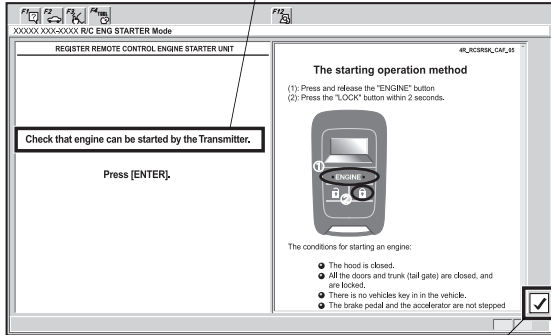 F1 F2 F3 F4 F12
XXXXX XXX-XXXX R/C ENG STARTER Mode
REGISTER REMOTE CONTROL ENGINE STARTER UNIT
Check that engine can be started by the Transmitter.
Press [ENTER].
4R_RCSRSK_CAF_05
The starting operation method
(1): Press and release the "ENGINE" button
(2): Press the "LOCK" button within 2 seconds.
1
ENGINE
2
The conditions for starting an engine:
The hood is closed.
All the doors and trunk (tail gate) are closed, and
are locked.
There is no vehicles key in in the vehicle.
The brake pedal and the accelerator are not stepped